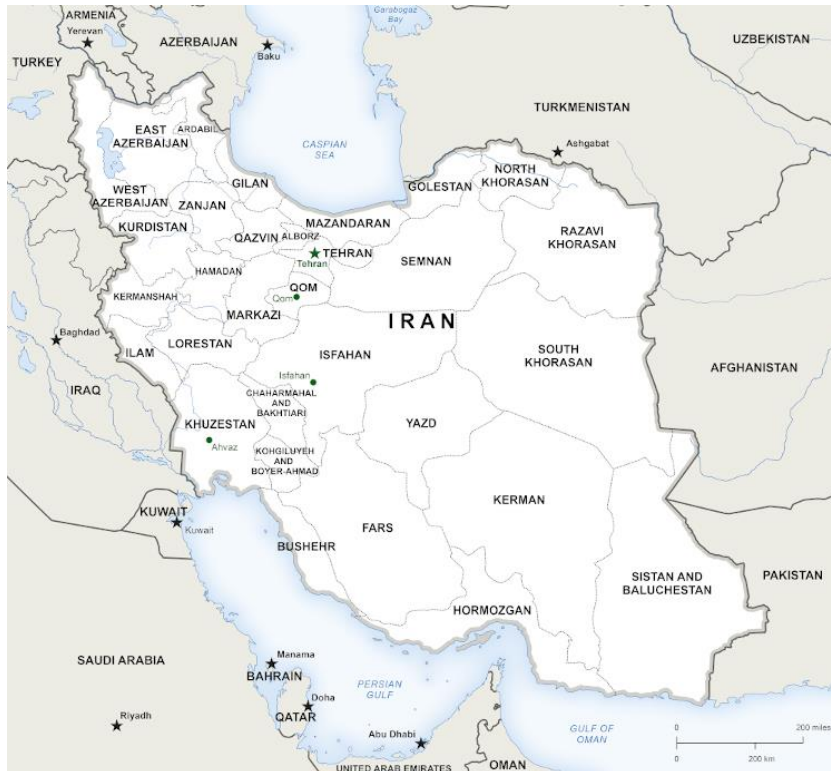 ARMENIA
Yerevan
AZERBAIJAN
Baku
Garabogaz
Bay
UZBEKISTAN
TURKEY
TURKMENISTAN
Ashgabat
CASPIAN
SEA
EAST
AZERBAIJAN
ARDABIL
GILAN
GOLESTAN
NORTH
KHORASAN
WEST
AZERBAIJAN
ZANJAN
MAZANDARAN
KURDISTAN
QAZVIN
ALBORZ
TEHRAN
Tehran
SEMNAN
RAZAVI
KHORASAN
HAMADAN
KERMANSHAH
QOM
Qom
MARKAZI
IRAN
Baghdad
ILAM
LORESTAN
ISFAHAN
Isfahan
SOUTH
KHORASAN
AFGHANISTAN
IRAQ
CHAHARMAHAL
AND
BAKHTIARI
KHUZESTAN
Ahvaz
YAZD
KOHGILUYEH
AND
BOYER-AHMAD
KERMAN
KUWAIT
Kuwait
BUSHEHR
FARS
SISTAN AND
BALUCHESTAN
PAKISTAN
HORMOZGAN
SAUDI ARABIA
Manama
BAHRAIN
PERSIAN
GULF
Doha
QATAR
Riyadh
Abu Dhabi
GULF OF
OMAN
0
200 miles
0
200 km
UNITED ARAB EMIRATES
OMAN